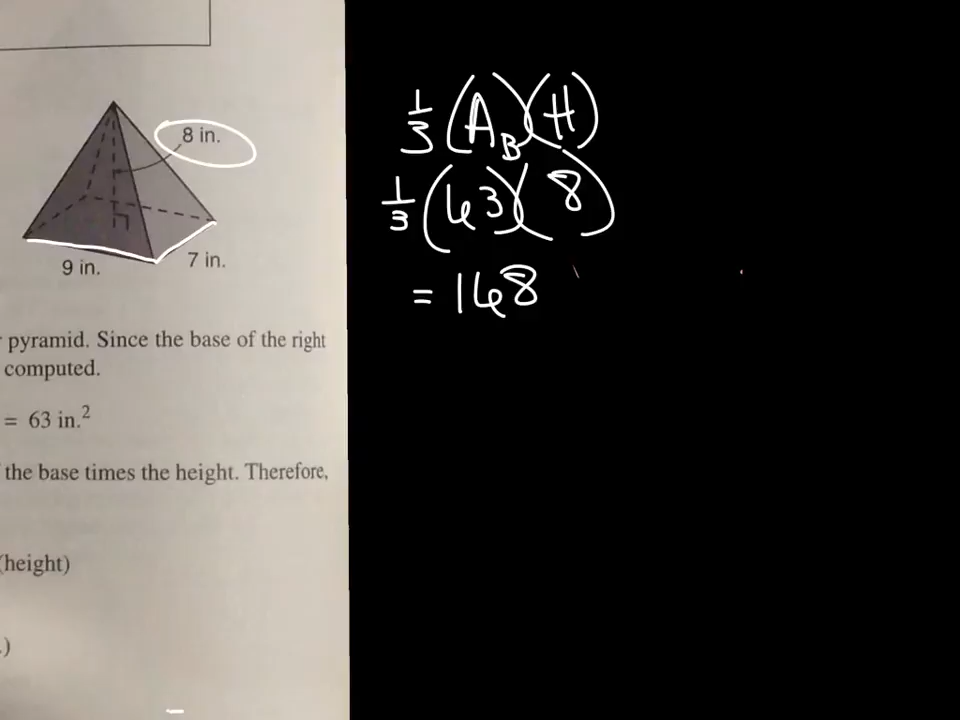 8 in.
9 in.
7 in.
pyramid. Since the base of the right
computed.
= 63 in.²
the base times the height. Therefore,
(height)
.)
1/3 (A_B)(H)
1/3 (63)(8)
= 168